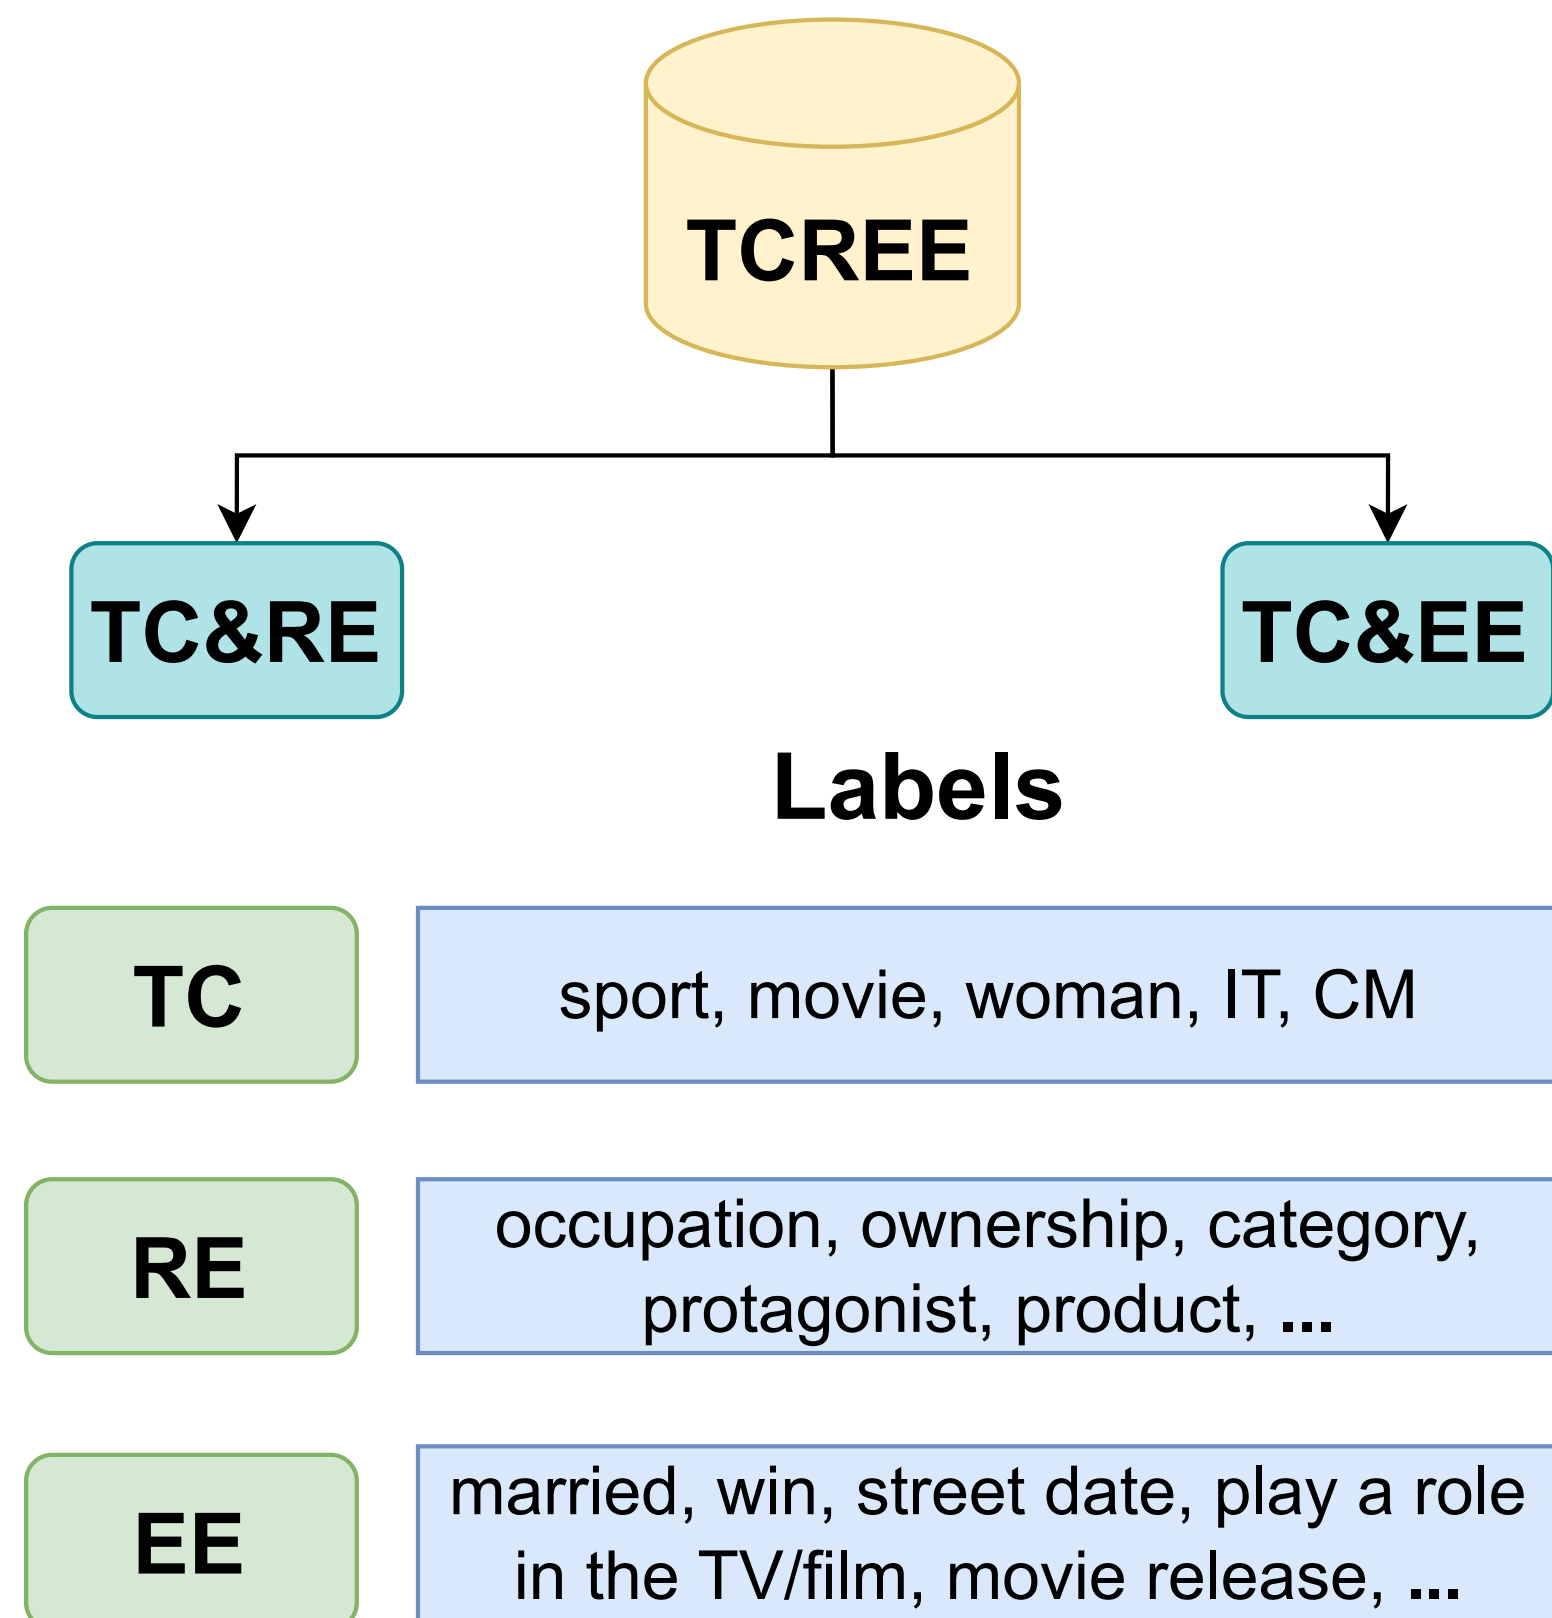 TCREE
TC&RE
TC&EE
Labels
TC
sport, movie, woman, IT, CM
RE
occupation, ownership, category,
protagonist, product, ...
EE
married, win, street date, play a role
in the TV/film, movie release, ...